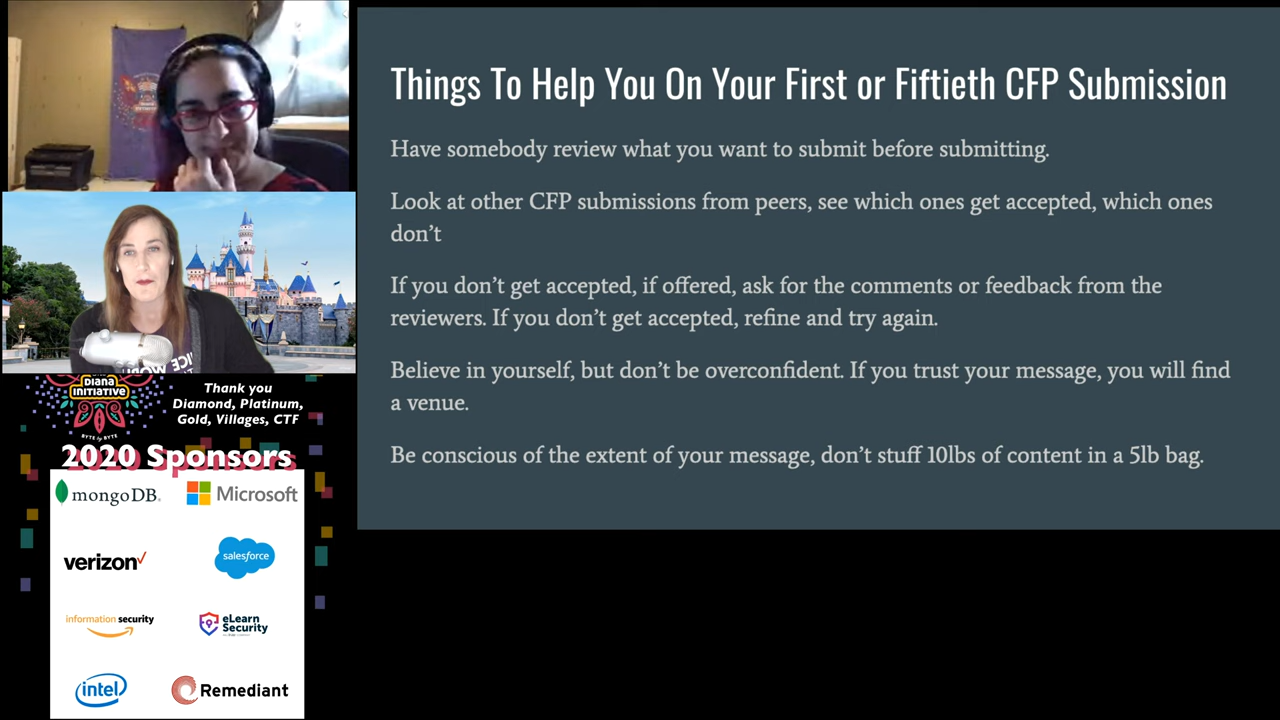 Things To Help You On Your First or Fiftieth CFP Submission
Have somebody review what you want to submit before submitting.
Look at other CFP submissions from peers, see which ones get accepted, which ones
don’t
If you don’t get accepted, if offered, ask for the comments or feedback from the
reviewers. If you don’t get accepted, refine and try again.
Believe in yourself, but don’t be overconfident. If you trust your message, you will find
a venue.
Be conscious of the extent of your message, don’t stuff 10lbs of content in a 5lb bag.
DIANA
INITIATIVE
BYTE by BYTE
Thank you
Diamond, Platinum,
Gold, Villages, CTF
2020 Sponsors
mongoDB
Microsoft
verizon
salesforce
information security
eLearn
Security
intel
Remediant